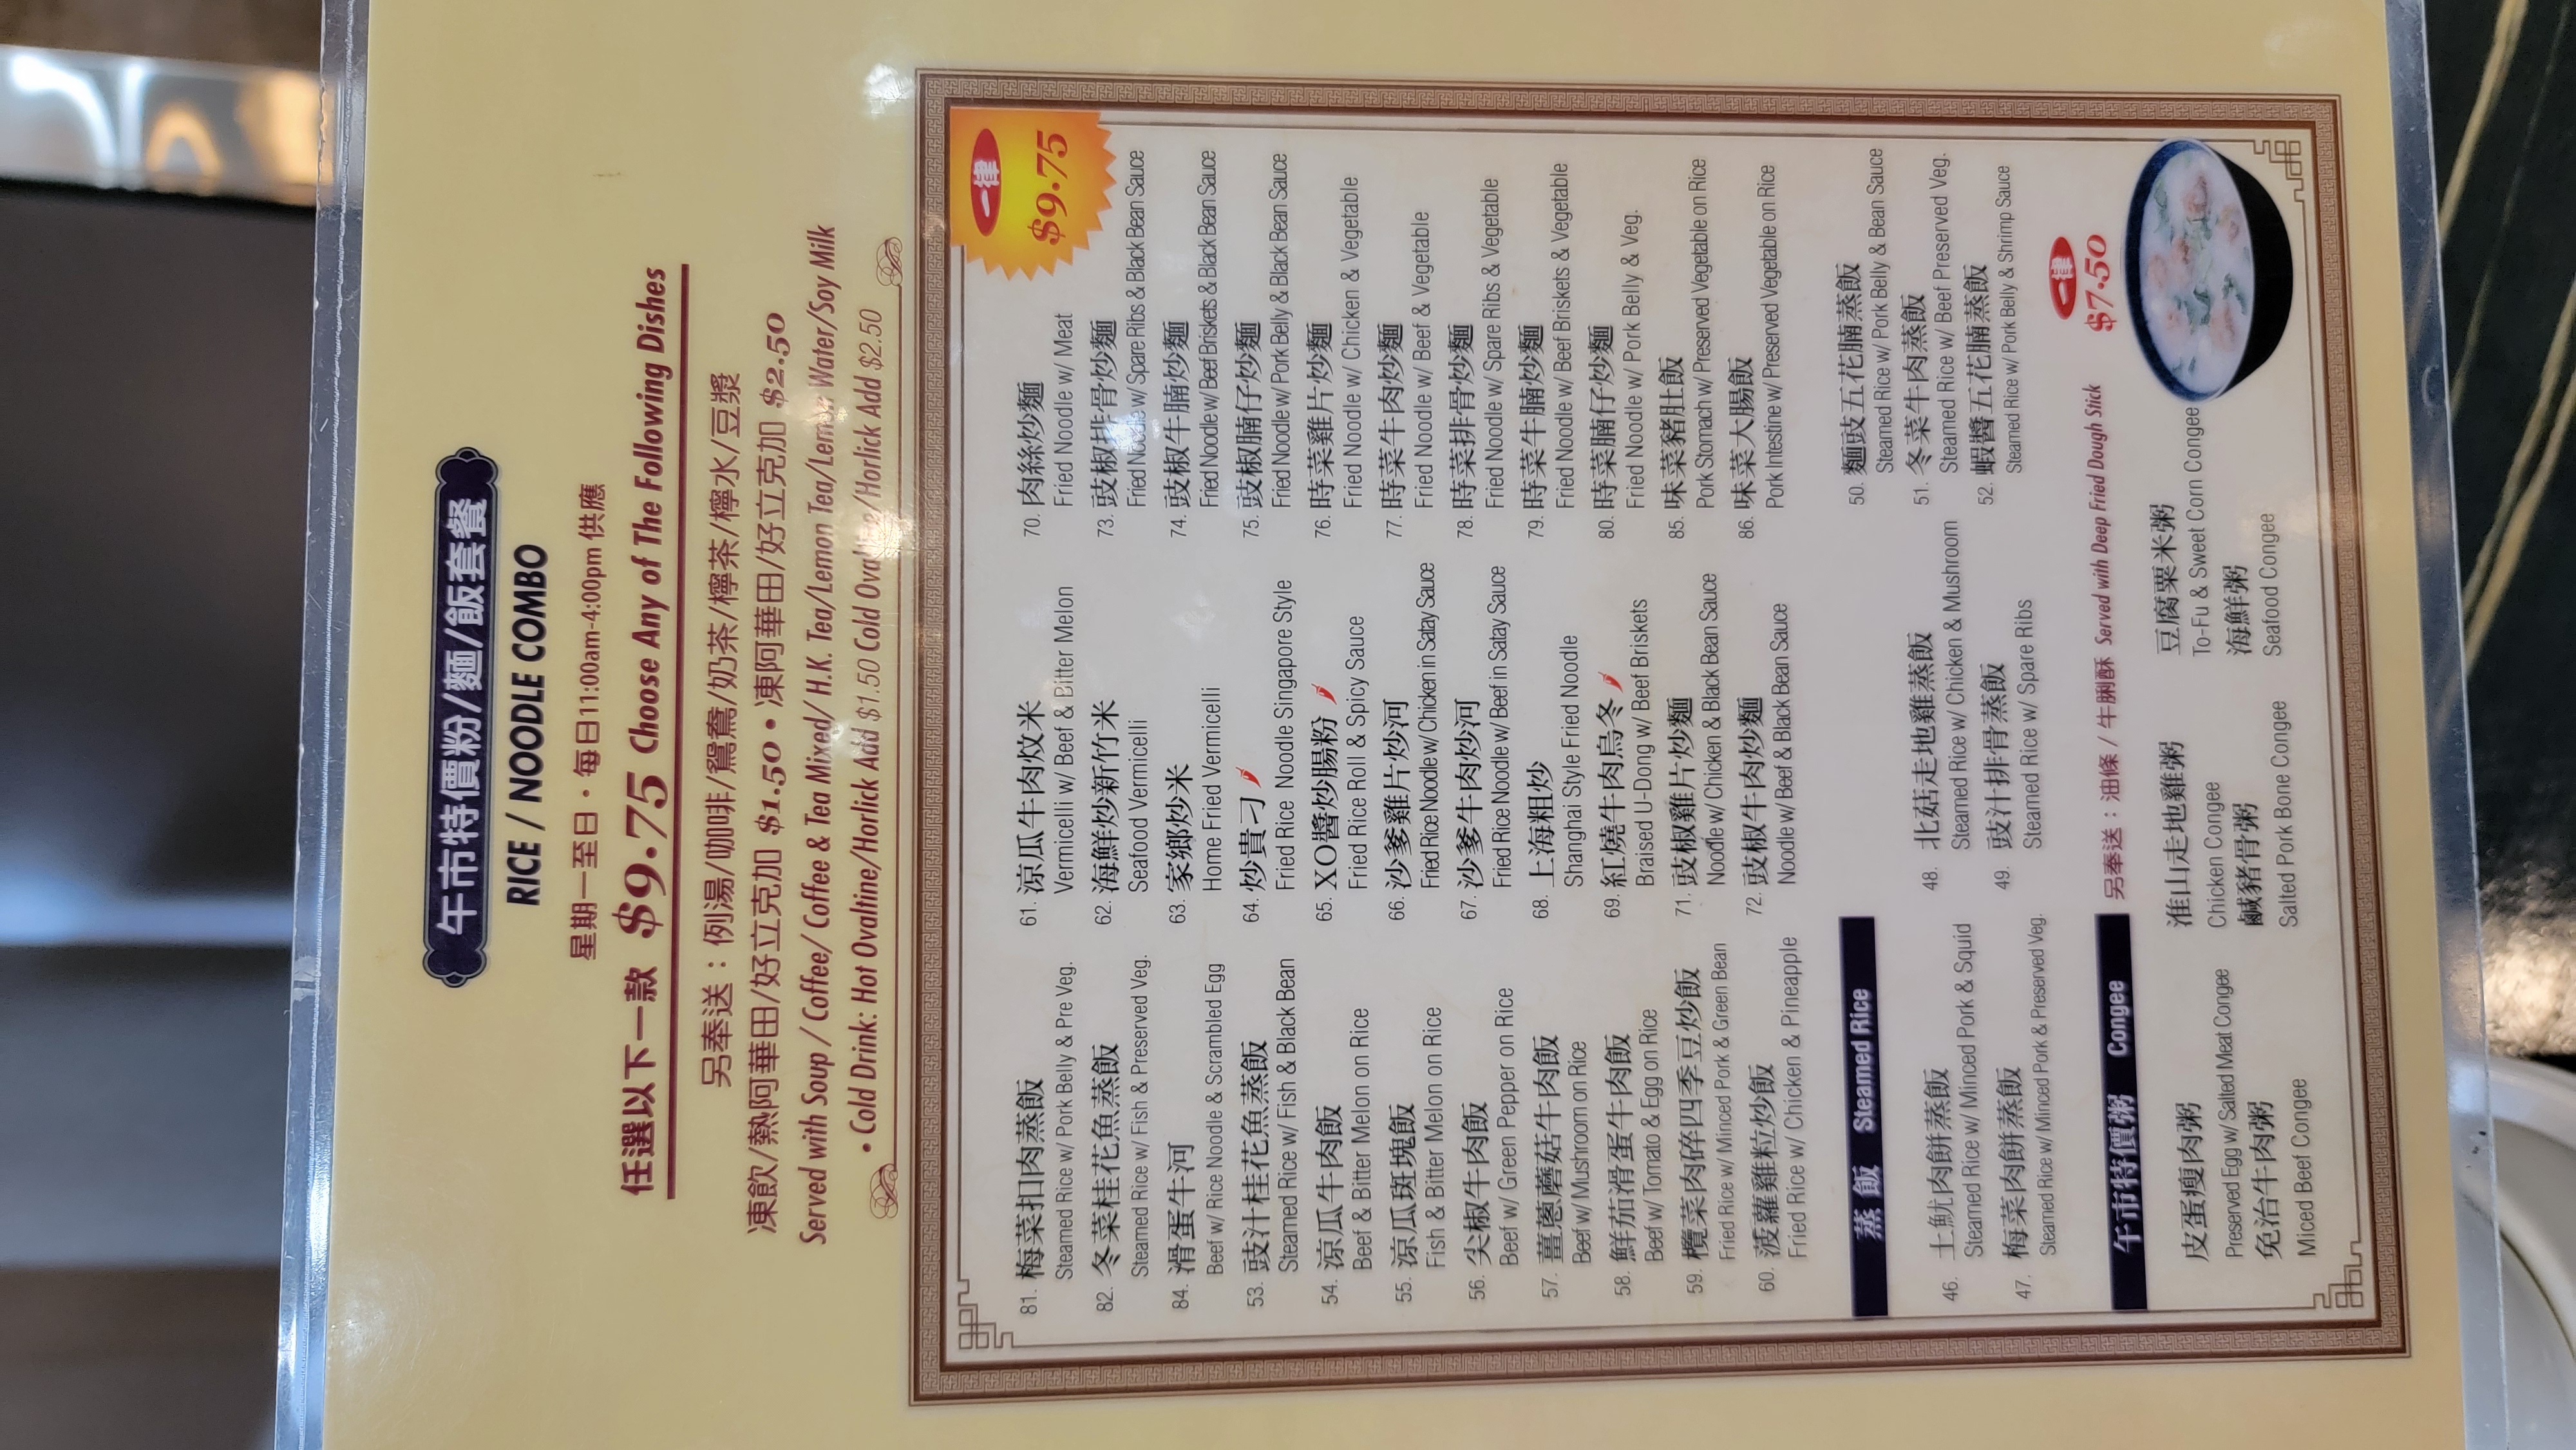 午市特價粉/麵/飯套餐
RICE / NOODLE COMBO
星期一至日·每日11:00am-4:00pm 供應
任選以下一款 $9.75 Choose Any of The Following Dishes
另奉送：例湯/咖啡/鴛鴦/奶茶/檸茶/檸水/豆漿
凍飲/熱阿華田/好立克加 $1.50 • 凍阿華田/好立克加 $2.50
Served with Soup / Coffee/ Coffee & Tea Mixed/ H.K. Tea/Lemon Tea/Lemon Water/Soy Milk
• Cold Drink: Hot Ovaltine/Horlick Add $1.50 Cold Ovaltine/Horlick Add $2.50
一律
$9.75
81. 梅菜扣肉蒸飯
Steamed Rice w/ Pork Belly & Pre Veg.
82. 冬菜桂花魚蒸飯
Steamed Rice w/ Fish & Preserved Veg.
84. 滑蛋牛河
Beef w/ Rice Noodle & Scrambled Egg
53. 豉汁桂花魚蒸飯
Steamed Rice w/ Fish & Black Bean
54. 涼瓜牛肉飯
Beef & Bitter Melon on Rice
55. 涼瓜斑塊飯
Fish & Bitter Melon on Rice
56. 尖椒牛肉飯
Beef w/ Green Pepper on Rice
57. 薑蔥蘑菇牛肉飯
Beef w/ Mushroom on Rice
58. 鮮茄滑蛋牛肉飯
Beef w/ Tomato & Egg on Rice
59. 欖菜肉碎四季豆炒飯
Fried Rice w/ Minced Pork & Green Bean
60. 菠蘿雞粒炒飯
Fried Rice w/ Chicken & Pineapple
61. 涼瓜牛肉炆米
Vermicelli w/ Beef & Bitter Melon
62. 海鮮炒新竹米
Seafood Vermicelli
63. 家鄉炒米
Home Fried Vermicelli
64. 炒貴刁
Fried Rice Noodle Singapore Style
65. XO醬炒腸粉
Fried Rice Roll & Spicy Sauce
66. 沙爹雞片炒河
Fried Rice Noodle w/ Chicken in Satay Sauce
67. 沙爹牛肉炒河
Fried Rice Noodle w/ Beef in Satay Sauce
68. 上海粗炒
Shanghai Style Fried Noodle
69. 紅燒牛肉烏冬
Braised U-Dong w/ Beef Briskets
71. 豉椒雞片炒麵
Noodle w/ Chicken & Black Bean Sauce
72. 豉椒牛肉炒麵
Noodle w/ Beef & Black Bean Sauce
70. 肉絲炒麵
Fried Noodle w/ Meat
73. 豉椒排骨炒麵
Fried Noodle w/ Spare Ribs & Black Bean Sauce
74. 豉椒牛腩炒麵
Fried Noodle w/ Beef Briskets & Black Bean Sauce
75. 豉椒腩仔炒麵
Fried Noodle w/ Pork Belly & Black Bean Sauce
76. 時菜雞片炒麵
Fried Noodle w/ Chicken & Vegetable
77. 時菜牛肉炒麵
Fried Noodle w/ Beef & Vegetable
78. 時菜排骨炒麵
Fried Noodle w/ Spare Ribs & Vegetable
79. 時菜牛腩炒麵
Fried Noodle w/ Beef Briskets & Vegetable
80. 時菜腩仔炒麵
Fried Noodle w/ Pork Belly & Veg.
85. 味菜豬肚飯
Pork Stomach w/ Preserved Vegetable on Rice
86. 味菜大腸飯
Pork Intestine w/ Preserved Vegetable on Rice
蒸 飯 Steamed Rice
46. 土魷肉餅蒸飯
Steamed Rice w/ Minced Pork & Squid
47. 梅菜肉餅蒸飯
Steamed Rice w/ Minced Pork & Preserved Veg.
48. 北菇走地雞蒸飯
Steamed Rice w/ Chicken & Mushroom
49. 豉汁排骨蒸飯
Steamed Rice w/ Spare Ribs
50. 麵豉五花腩蒸飯
Steamed Rice w/ Pork Belly & Bean Sauce
51. 冬菜牛肉蒸飯
Steamed Rice w/ Beef Preserved Veg.
52. 蝦醬五花腩蒸飯
Steamed Rice w/ Pork Belly & Shrimp Sauce
午市特價粥 Congee
另奉送：油條 / 牛脷酥 Served with Deep Fried Dough Stick
一律
$7.50
皮蛋瘦肉粥
Preserved Egg w/ Salted Meat Congee
免治牛肉粥
Miced Beef Congee
淮山走地雞粥
Chicken Congee
鹹豬骨粥
Salted Pork Bone Congee
豆腐粟米粥
To-Fu & Sweet Corn Congee
海鮮粥
Seafood Congee